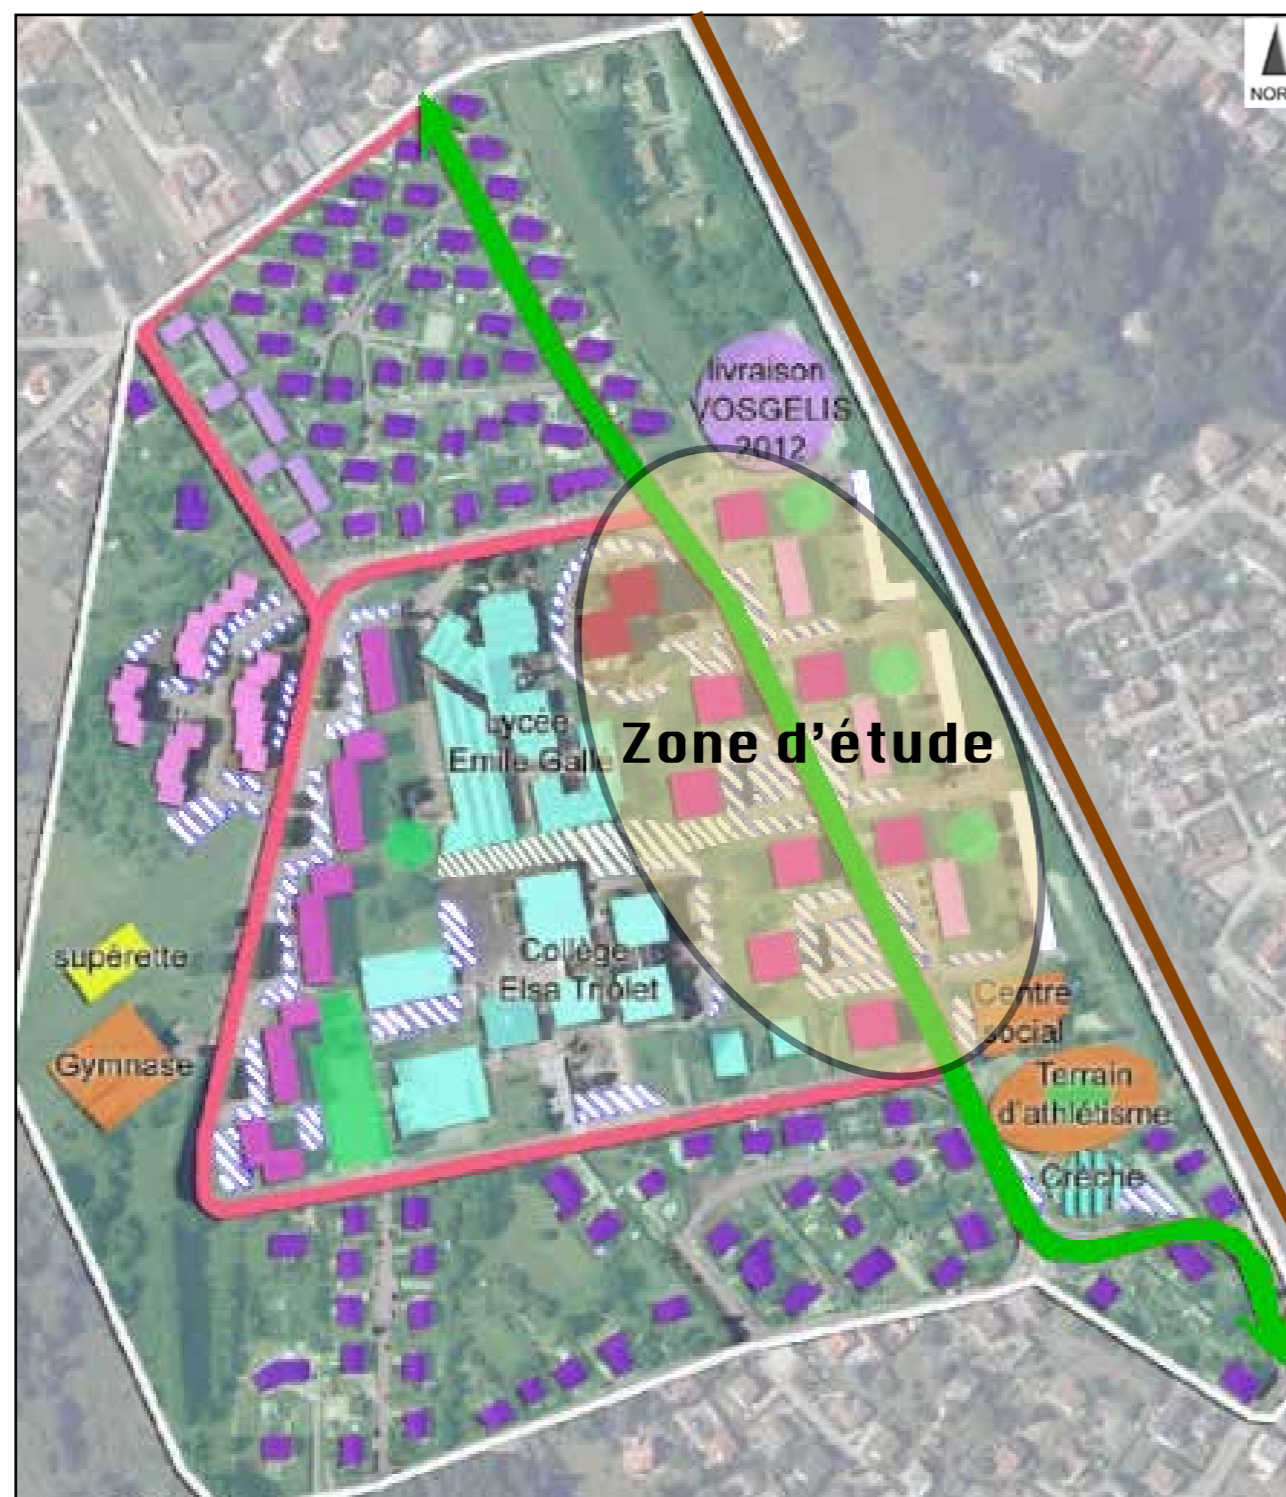 NOR
livraison
VOSGELIS
2012
Zone d'étude
Lycée
Emile Gallé
Collège
Elsa Triolet
supérette
Gymnase
Centre
social
Terrain
d'athlétisme
Crèche